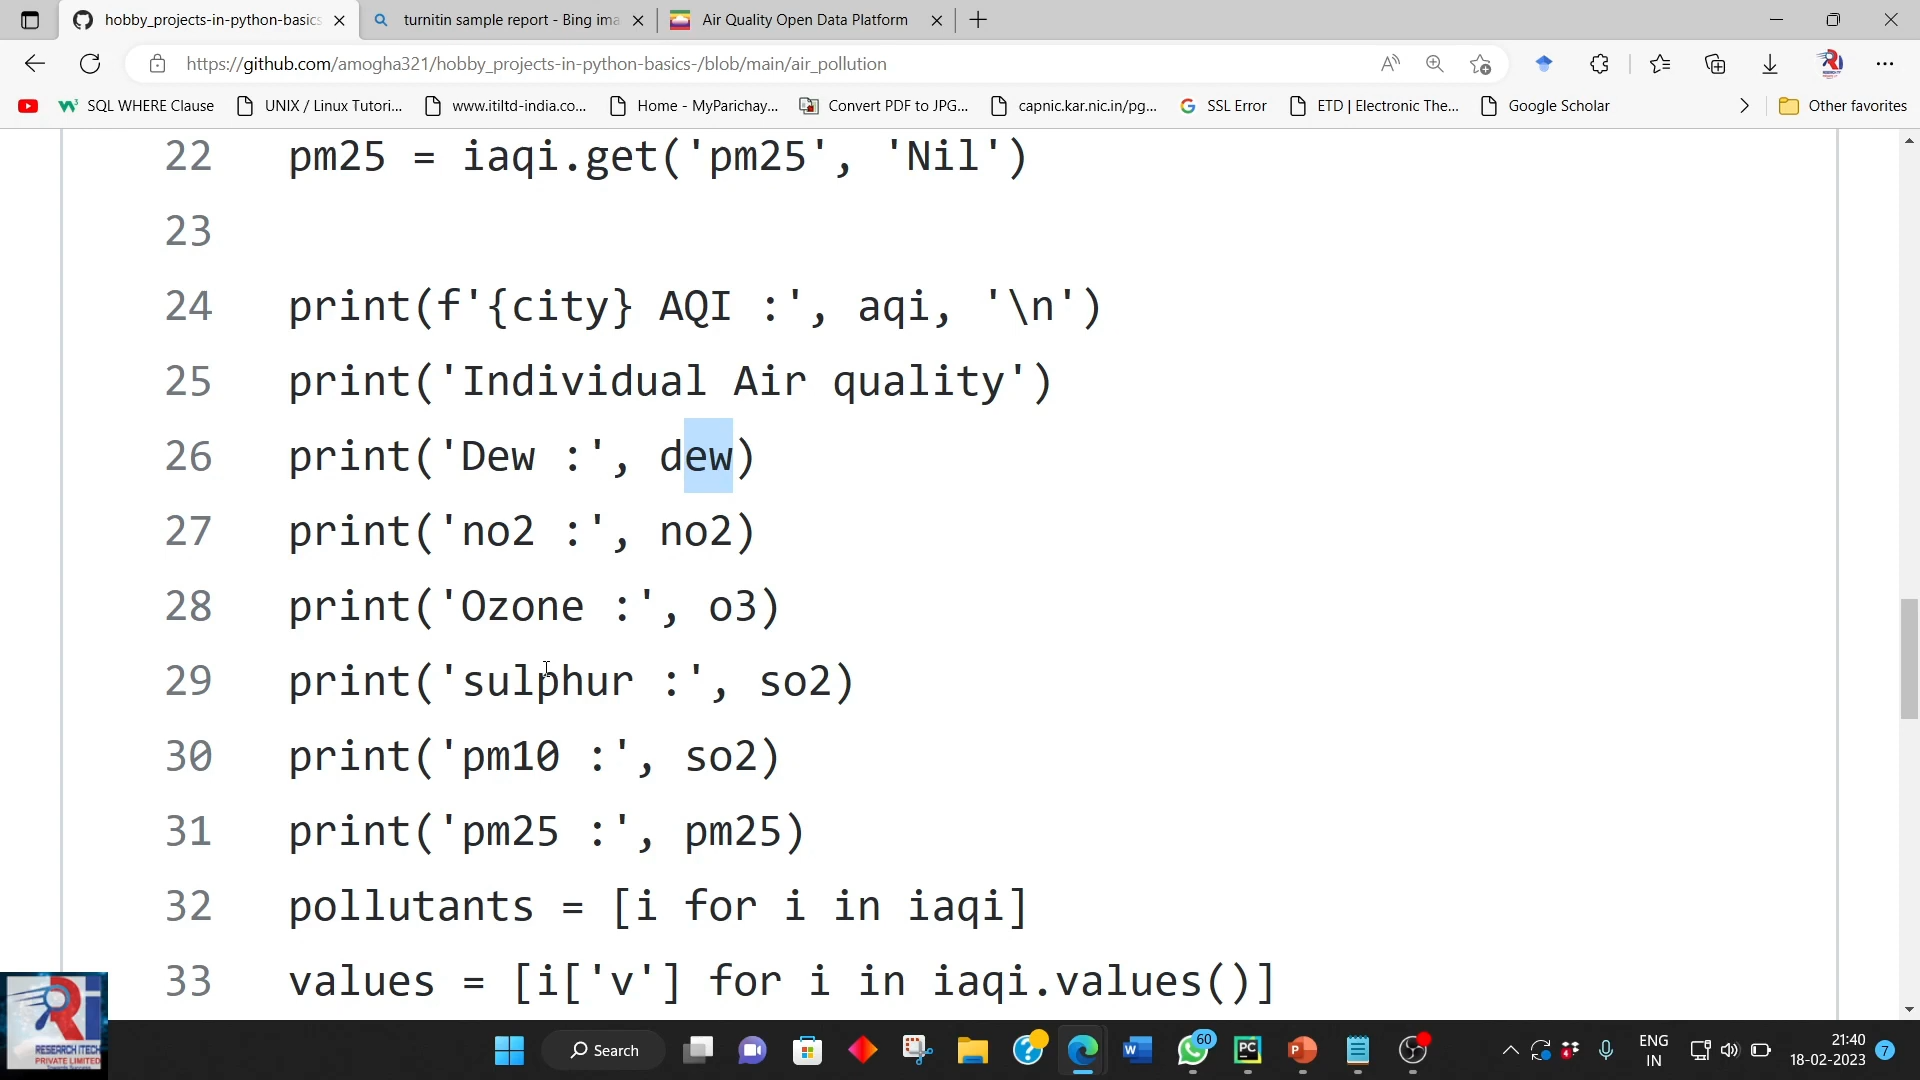 hobby_projects-in-python-basics
turnitin sample report - Bing ima
Air Quality Open Data Platform
https://github.com/amogha321/hobby_projects-in-python-basics-/blob/main/air_pollution
SQL WHERE Clause
UNIX / Linux Tutori...
www.itiltd-india.co...
Home - MyParichay...
Convert PDF to JPG...
capnic.kar.nic.in/pg...
SSL Error
ETD | Electronic The...
Google Scholar
Other favorites
22 pm25 = iaqi.get('pm25', 'Nil')
23
24 print(f'{city} AQI :', aqi, '\n')
25 print('Individual Air quality')
26 print('Dew :', dew)
27 print('no2 :', no2)
28 print('Ozone :', o3)
29 print('sulphur :', so2)
30 print('pm10 :', so2)
31 print('pm25 :', pm25)
32 pollutants = [i for i in iaqi]
33 values = [i['v'] for i in iaqi.values()]
Ri
RESEARCH ITECH
PRIVATE LIMITED
Search
60
ENG
IN
21:40
18-02-2023
7